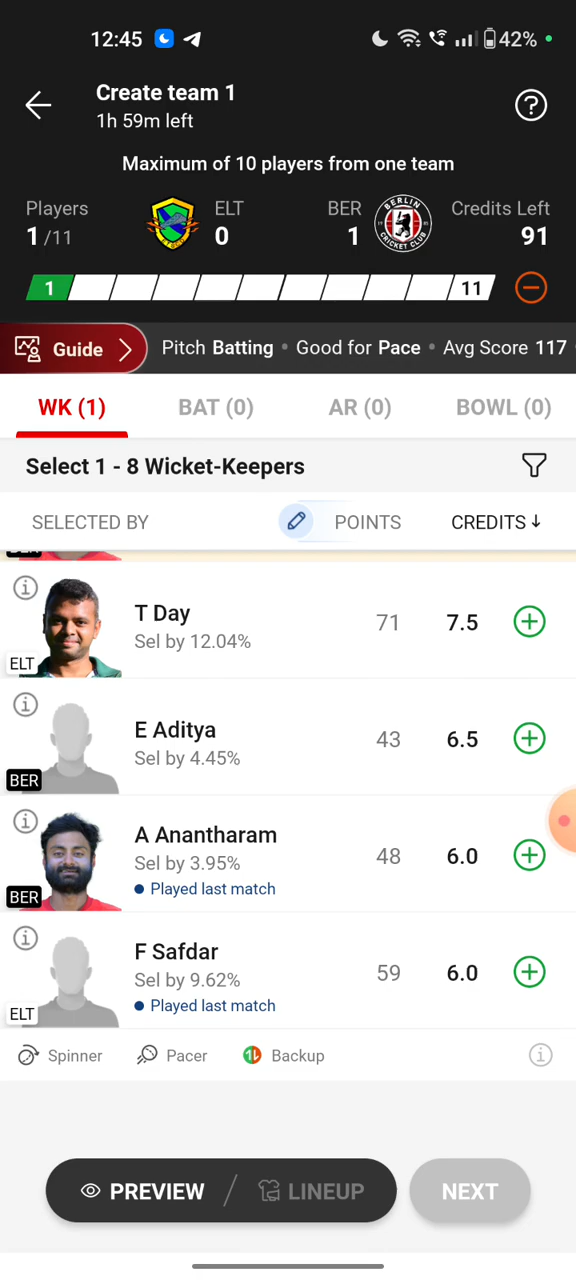 12:45 42%
Create team 1
1h 59m left
Maximum of 10 players from one team
Players ELT BER Credits Left
1/11 0 1 91
BERLIN
CRICKET CLUB
1 11
Guide Pitch Batting • Good for Pace • Avg Score 117
WK (1) BAT (0) AR (0) BOWL (0)
Select 1 - 8 Wicket-Keepers
SELECTED BY POINTS CREDITS↓
T Day
Sel by 12.04%
71 7.5
ELT
E Aditya
Sel by 4.45%
43 6.5
BER
A Anantharam
Sel by 3.95%
48 6.0
Played last match
BER
F Safdar
Sel by 9.62%
59 6.0
Played last match
ELT
Spinner Pacer Backup
PREVIEW / LINEUP NEXT